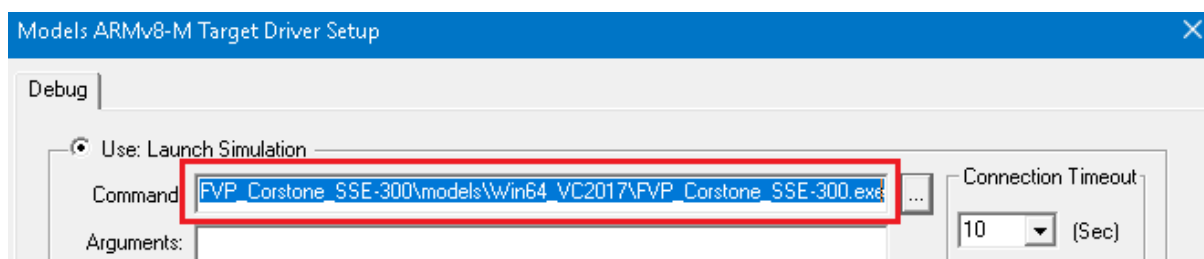 Models ARMv8-M Target Driver Setup
Debug
Use: Launch Simulation
Command FVP_Corstone_SSE-300\models\Win64_VC2017\FVP_Corstone_SSE-300.exe ...
Connection Timeout
10 (Sec)
Arguments: